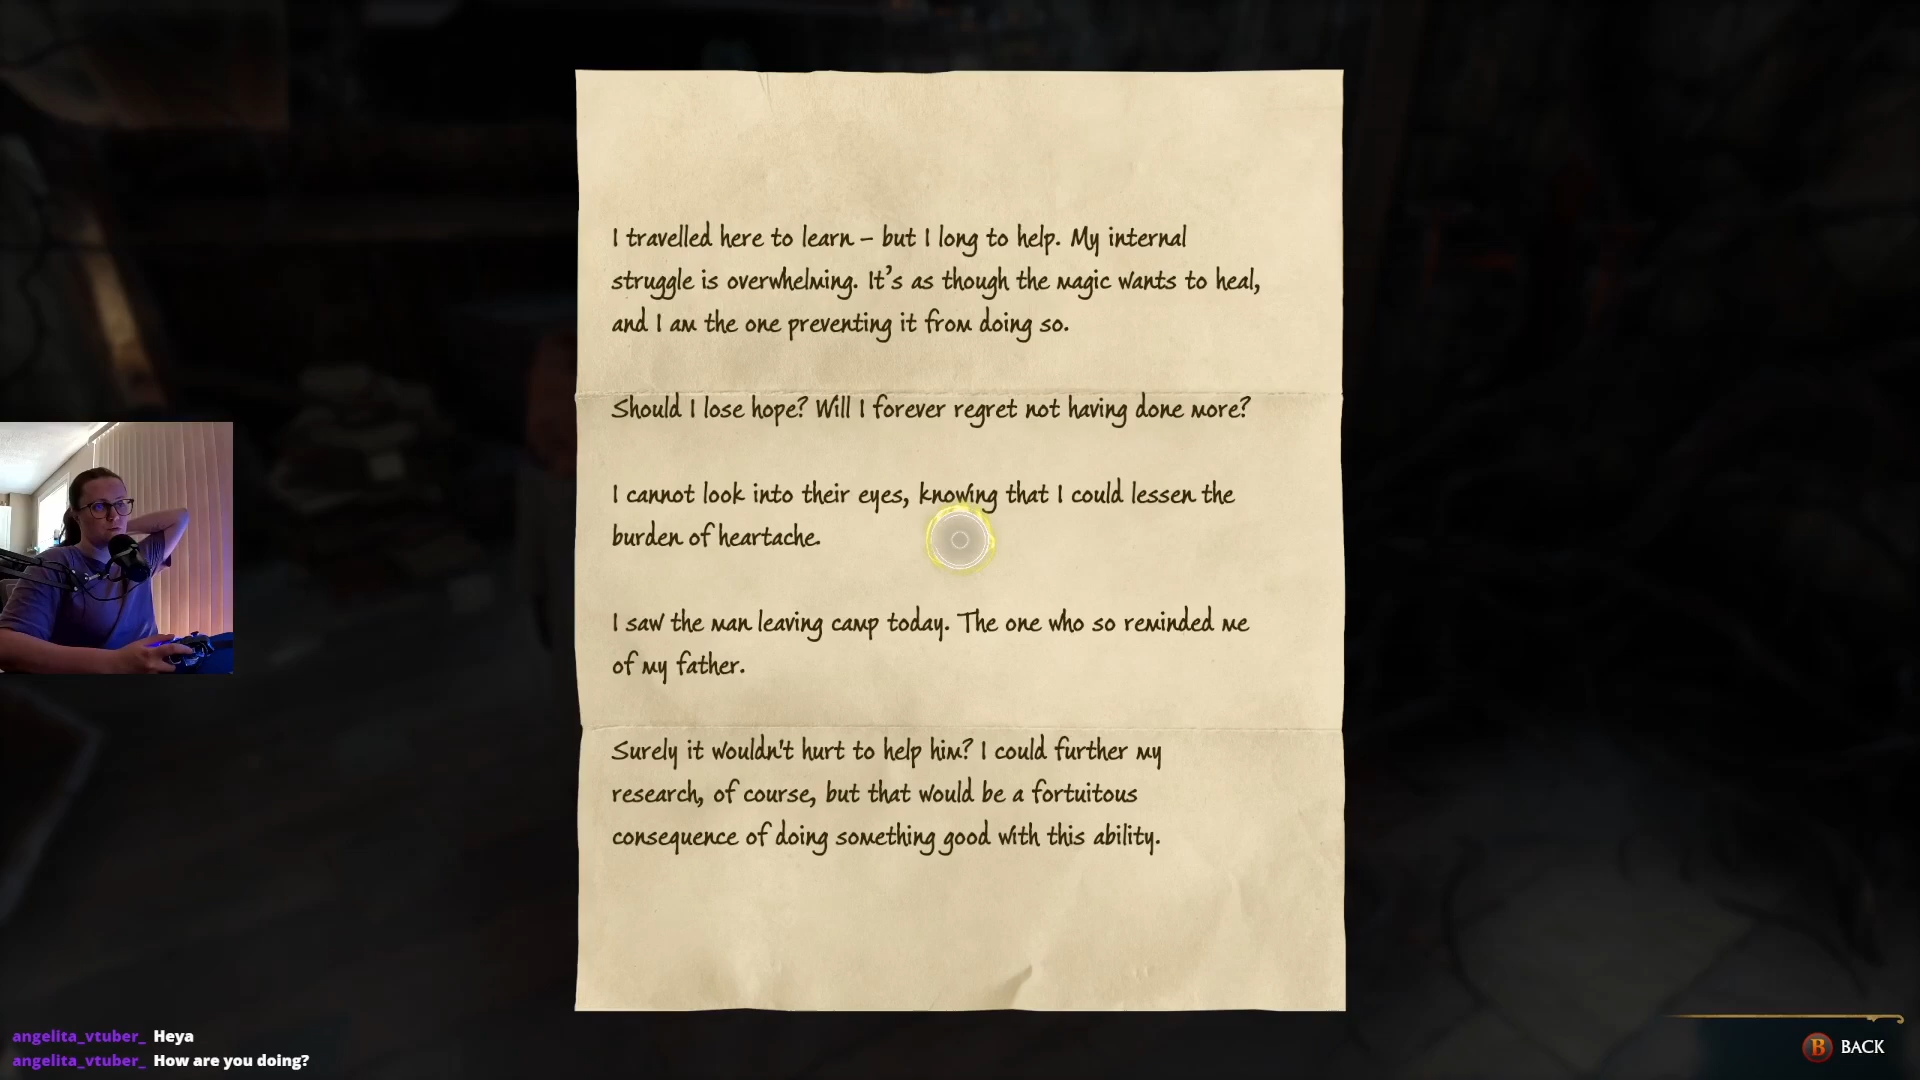 I travelled here to learn – but I long to help. My internal
struggle is overwhelming. It's as though the magic wants to heal,
and I am the one preventing it from doing so.
Should I lose hope? Will I forever regret not having done more?
I cannot look into their eyes, knowing that I could lessen the
burden of heartache.
I saw the man leaving camp today. The one who so reminded me
of my father.
Surely it wouldn't hurt to help him? I could further my
research, of course, but that would be a fortuitous
consequence of doing something good with this ability.
angelita_vtuber_ Heya
angelita_vtuber_ How are you doing?
B BACK